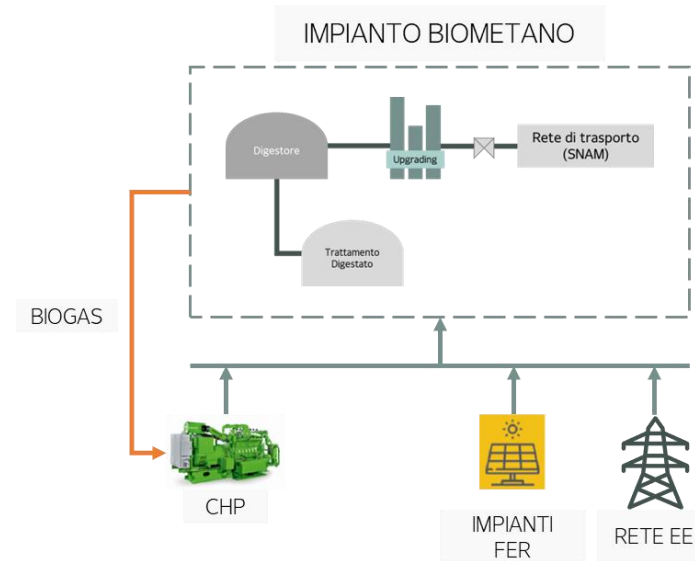 IMPIANTO BIOMETANO
Digestore
Upgrading
Rete di trasporto
(SNAM)
Trattamento
Digestato
BIOGAS
CHP
IMPIANTI
FER
RETE EE